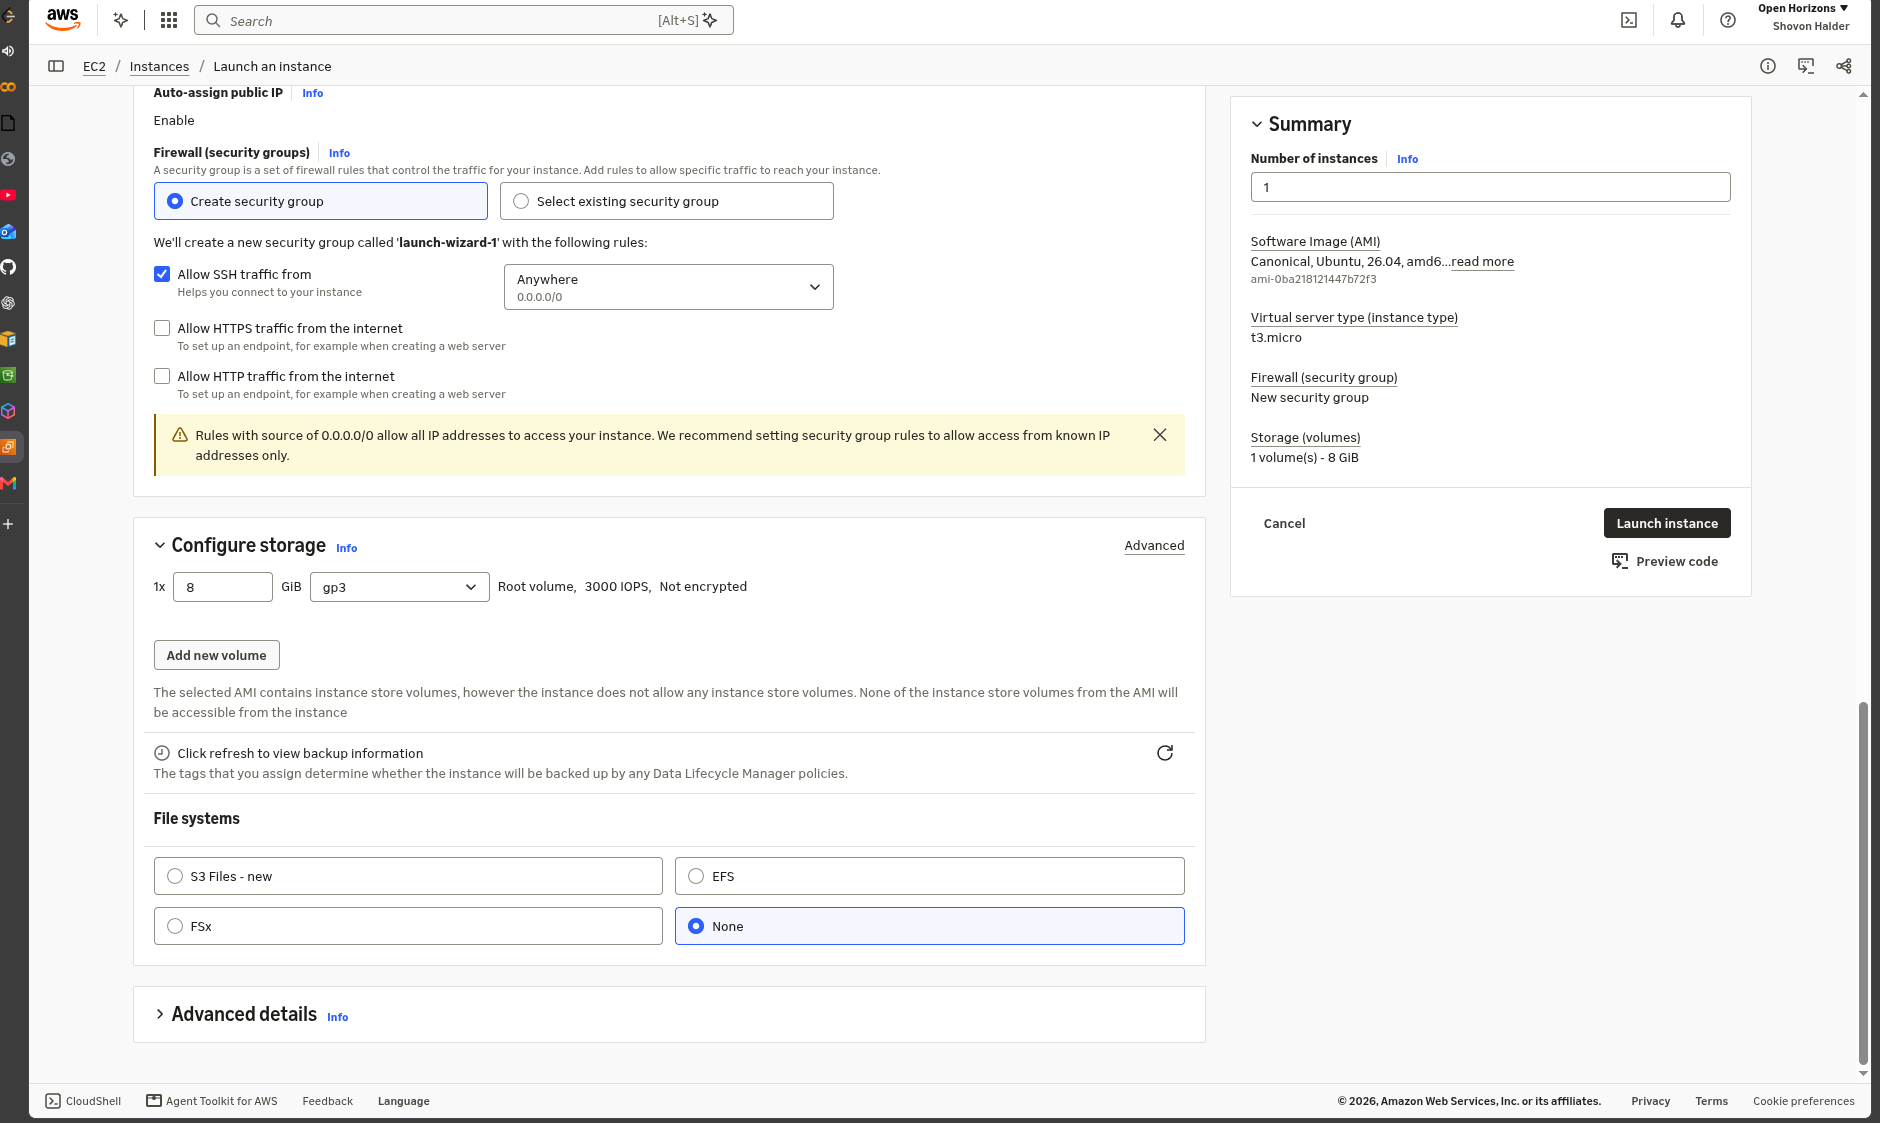 aws
Search [Alt+S]
Open Horizons
Shovon Halder
EC2 / Instances / Launch an instance
Auto-assign public IP Info
Enable
Firewall (security groups) Info
A security group is a set of firewall rules that control the traffic for your instance. Add rules to allow specific traffic to reach your instance.
Create security group
Select existing security group
We'll create a new security group called 'launch-wizard-1' with the following rules:
Allow SSH traffic from
Helps you connect to your instance
Anywhere
0.0.0.0/0
Allow HTTPS traffic from the internet
To set up an endpoint, for example when creating a web server
Allow HTTP traffic from the internet
To set up an endpoint, for example when creating a web server
Rules with source of 0.0.0.0/0 allow all IP addresses to access your instance. We recommend setting security group rules to allow access from known IP
addresses only.
Configure storage Info
Advanced
1x 8 GiB gp3 Root volume, 3000 IOPS, Not encrypted
Add new volume
The selected AMI contains instance store volumes, however the instance does not allow any instance store volumes. None of the instance store volumes from the AMI will
be accessible from the instance
Click refresh to view backup information
The tags that you assign determine whether the instance will be backed up by any Data Lifecycle Manager policies.
File systems
S3 Files - new
EFS
FSx
None
Advanced details Info
Summary
Number of instances Info
1
Software Image (AMI)
Canonical, Ubuntu, 26.04, amd6...read more
ami-0ba218121447b72f3
Virtual server type (instance type)
t3.micro
Firewall (security group)
New security group
Storage (volumes)
1 volume(s) - 8 GiB
Cancel
Launch instance
Preview code
CloudShell Agent Toolkit for AWS Feedback Language
© 2026, Amazon Web Services, Inc. or its affiliates. Privacy Terms Cookie preferences